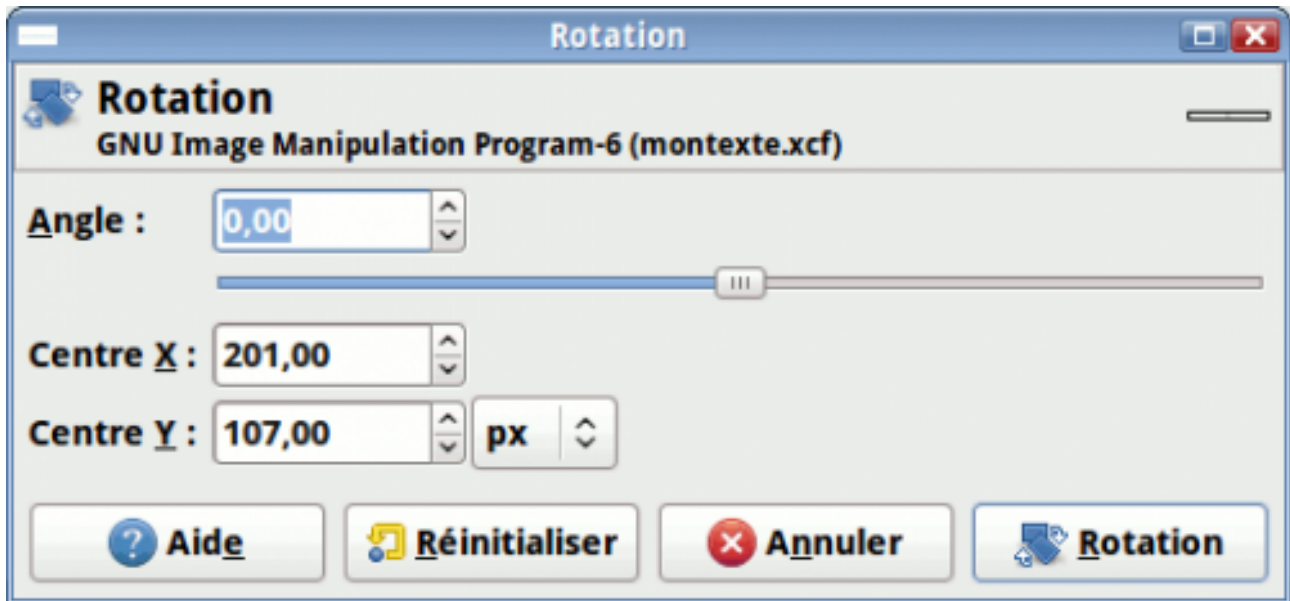 Rotation
Rotation
GNU Image Manipulation Program-6 (montexte.xcf)
Angle : 0,00
Centre X : 201,00
Centre Y : 107,00 px
Aide Réinitialiser Annuler Rotation